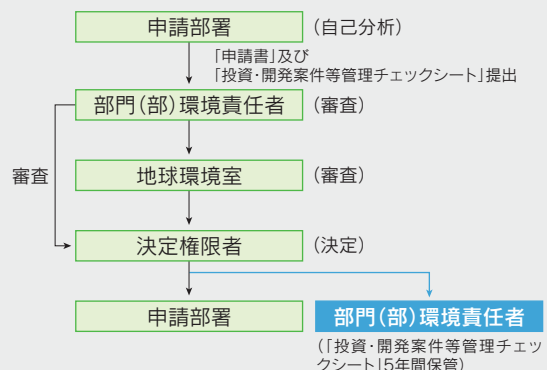 申請部署 (自己分析)
「申請書」及び
「投資・開発案件等管理チェックシート」提出
部門(部)環境責任者 (審査)
審査 地球環境室 (審査)
決定権限者 (決定)
申請部署 部門(部)環境責任者
(「投資・開発案件等管理チェッ
クシート」5年間保管)